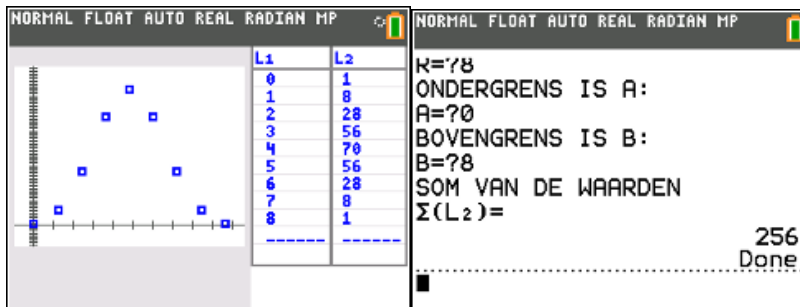 NORMAL FLOAT AUTO REAL RADIAN MP
L1 L2
0 1
1 8
2 28
3 56
4 70
5 56
6 28
7 8
8 1
------ ------
NORMAL FLOAT AUTO REAL RADIAN MP
R=?8
ONDERGRENS IS A:
A=?0
BOVENGRENS IS B:
B=?8
SOM VAN DE WAARDEN
Σ(L₂)=
256
Done